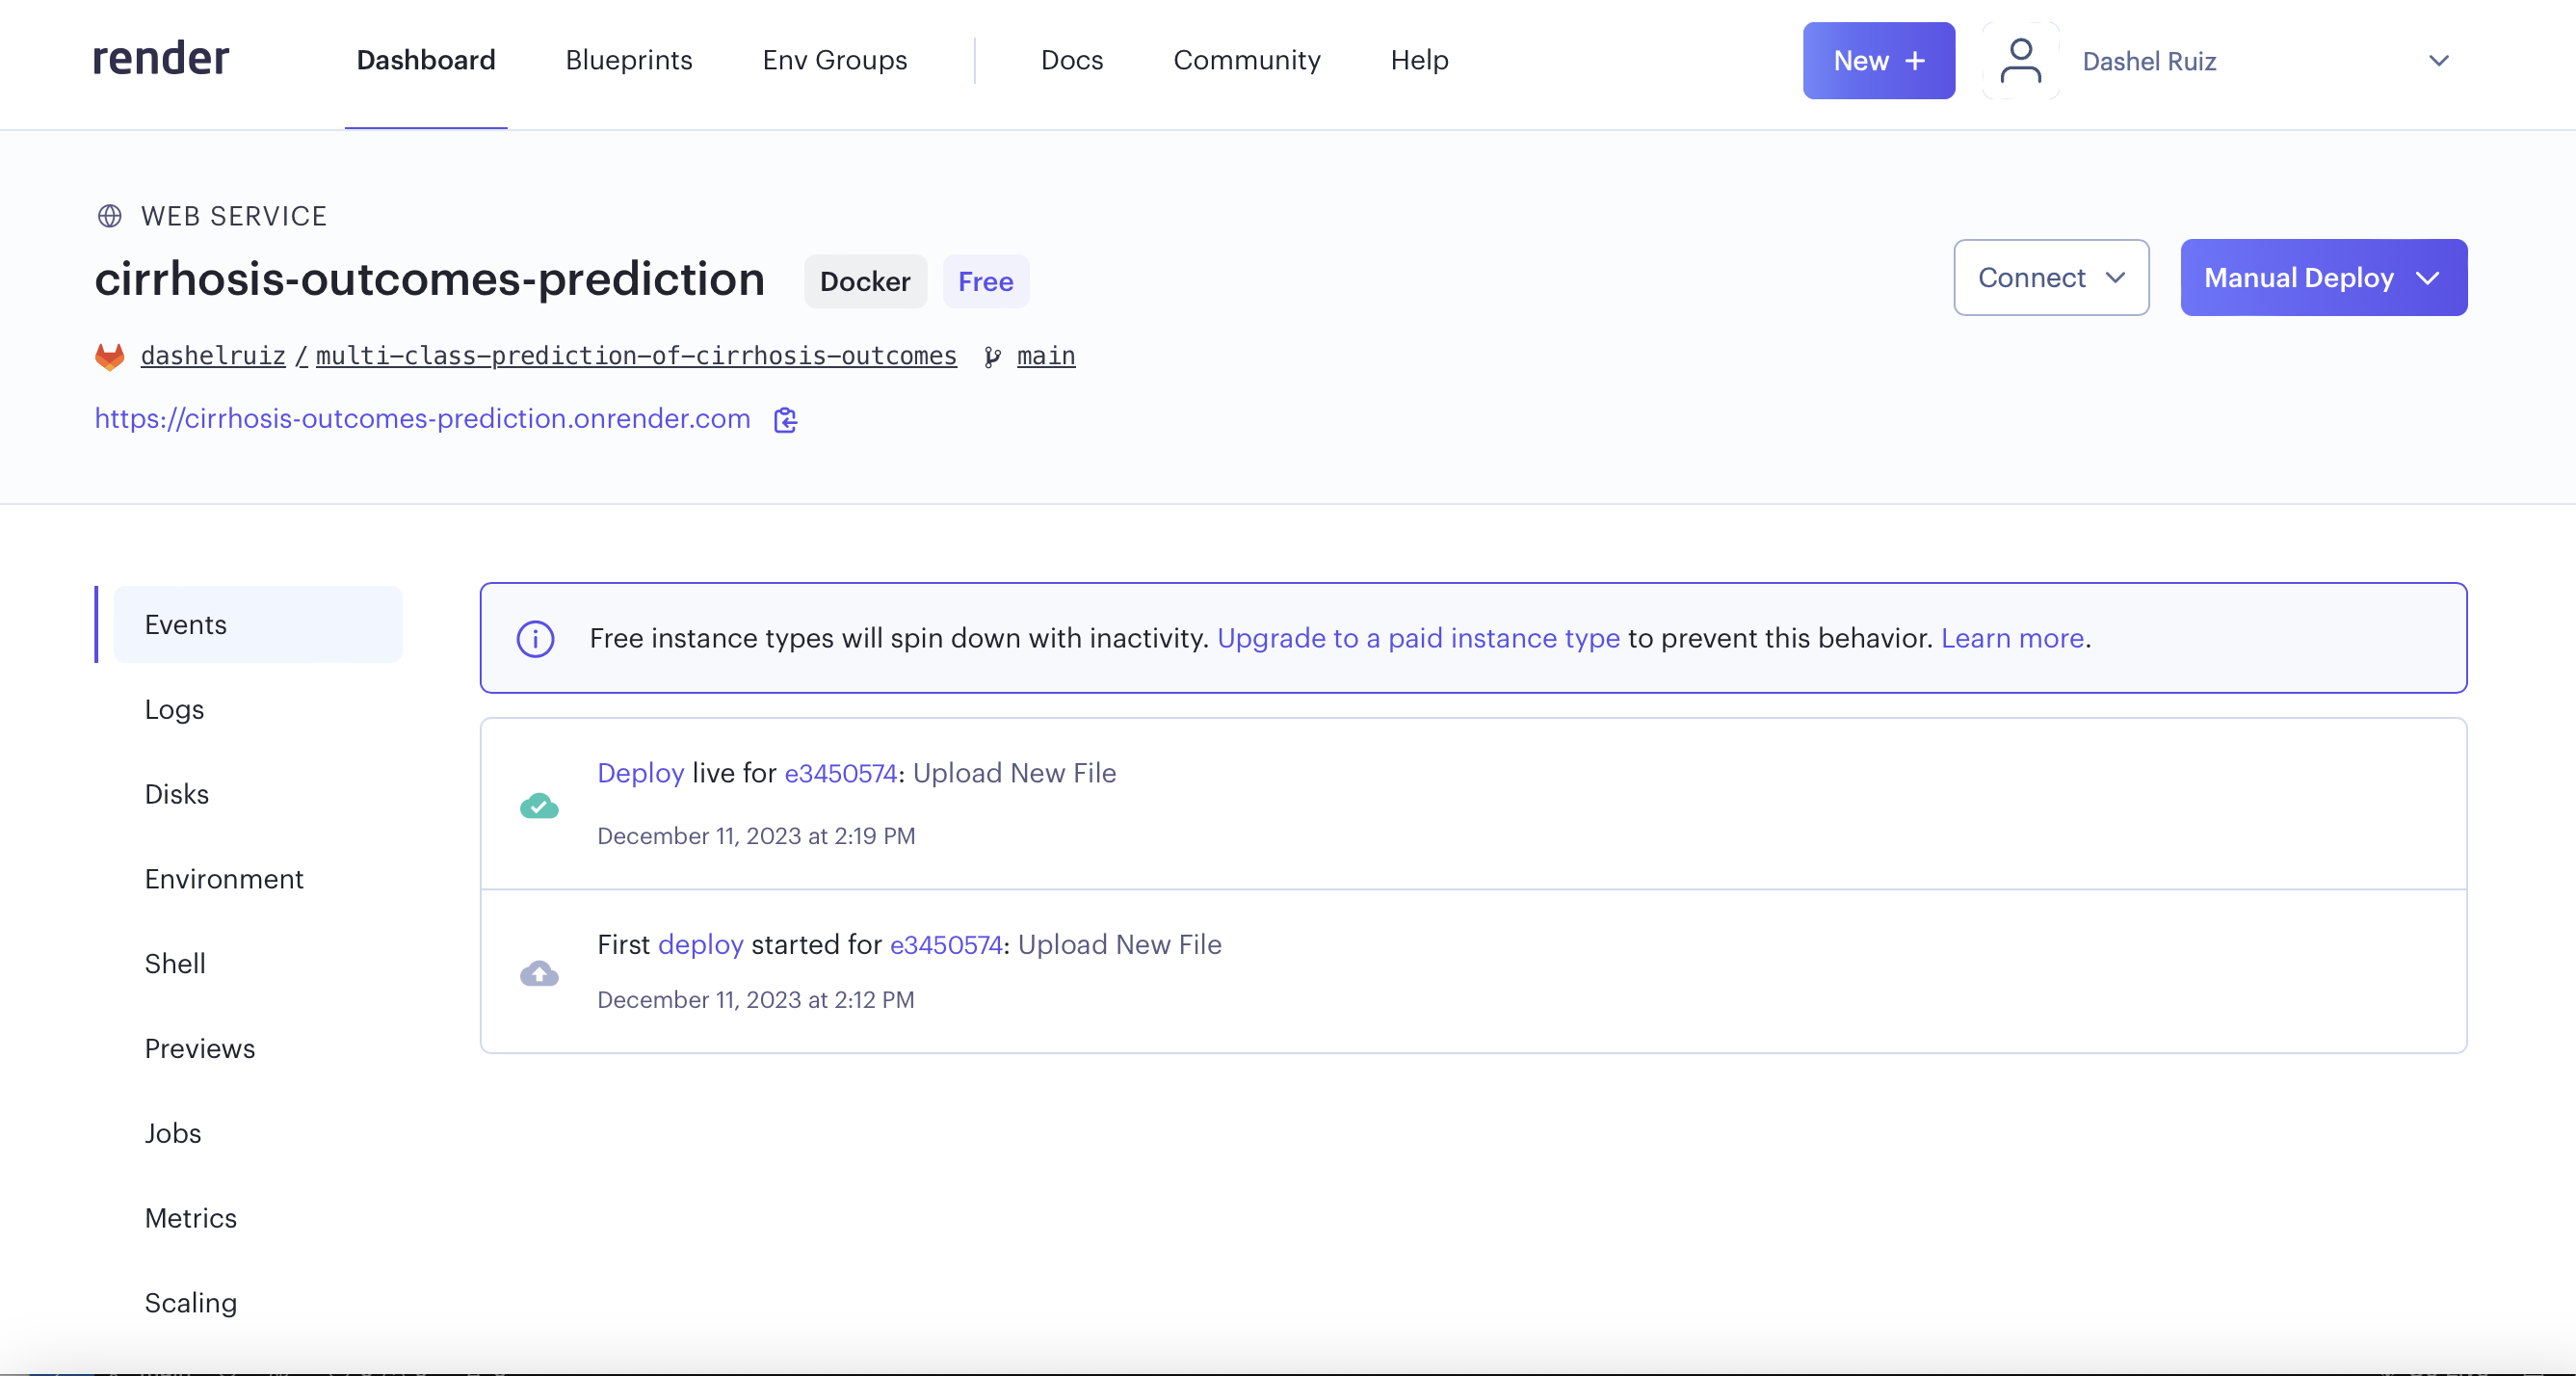 render Dashboard Blueprints Env Groups Docs Community Help New + Dashel Ruiz
WEB SERVICE
cirrhosis-outcomes-prediction Docker Free
Connect Manual Deploy
dashelruiz / multi-class-prediction-of-cirrhosis-outcomes main
https://cirrhosis-outcomes-prediction.onrender.com
Events
Logs
Disks
Environment
Shell
Previews
Jobs
Metrics
Scaling
Free instance types will spin down with inactivity. Upgrade to a paid instance type to prevent this behavior. Learn more.
Deploy live for e3450574: Upload New File
December 11, 2023 at 2:19 PM
First deploy started for e3450574: Upload New File
December 11, 2023 at 2:12 PM